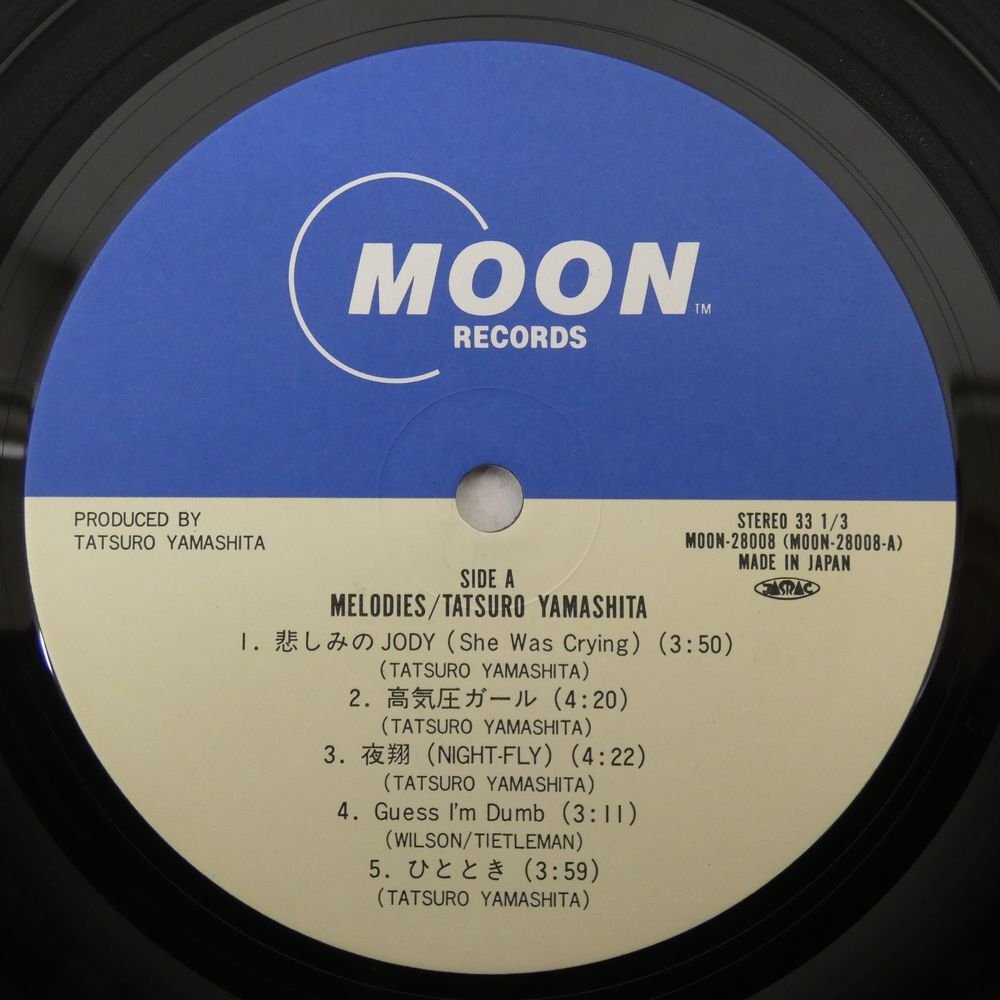 MOON TM
RECORDS
PRODUCED BY
TATSURO YAMASHITA
STEREO 33 1/3
MOON-28008 (MOON-28008-A)
MADE IN JAPAN
JASRAC
SIDE A
MELODIES/TATSURO YAMASHITA
1. 悲しみのJODY (She Was Crying) (3:50)
(TATSURO YAMASHITA)
2. 高気圧ガール (4:20)
(TATSURO YAMASHITA)
3. 夜翔 (NIGHT-FLY) (4:22)
(TATSURO YAMASHITA)
4. Guess I'm Dumb (3:11)
(WILSON/TIETLEMAN)
5. ひととき (3:59)
(TATSURO YAMASHITA)